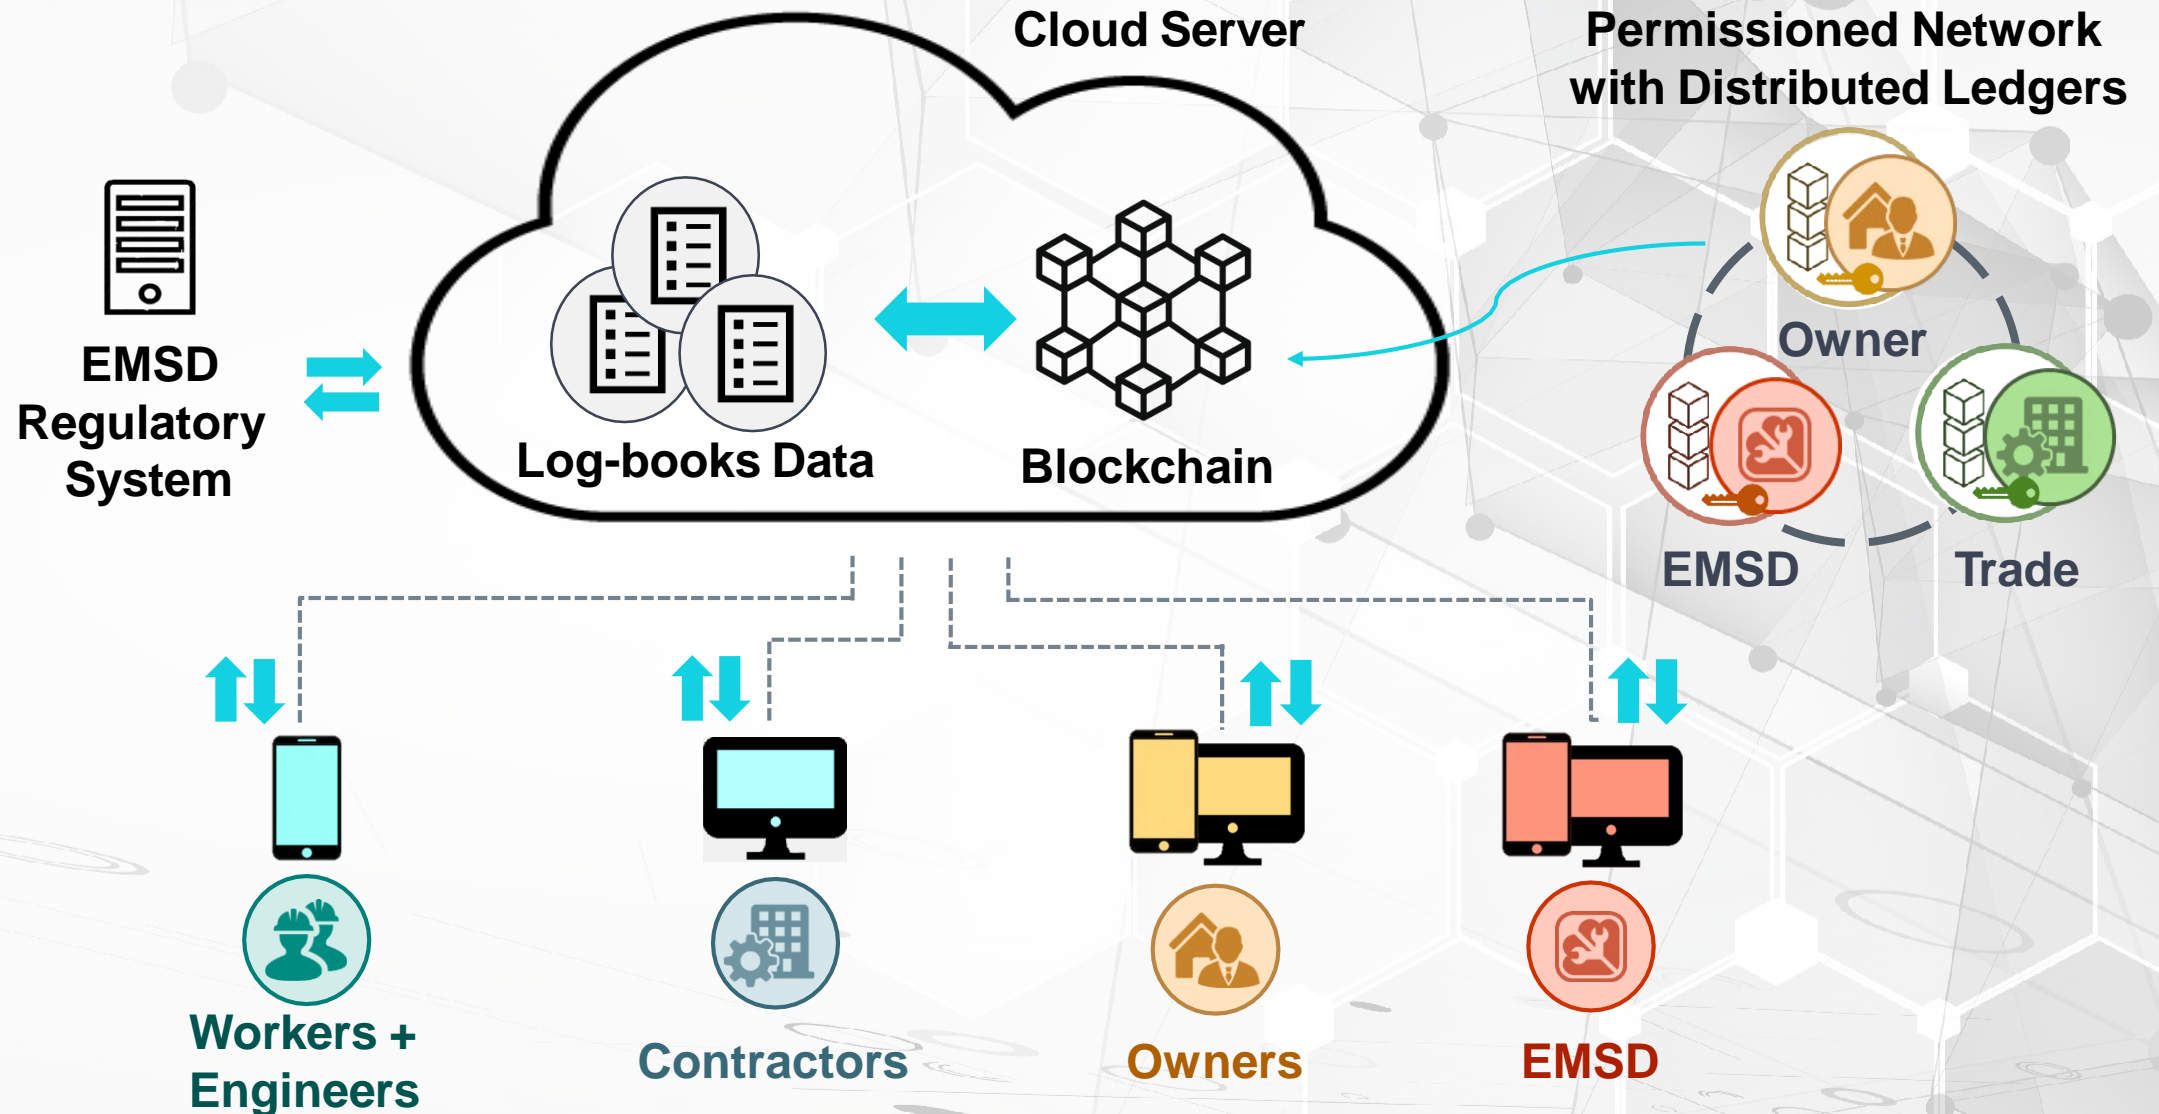 Cloud Server
Permissioned Network
with Distributed Ledgers
EMSD
Regulatory
System
Log-books Data
Blockchain
Owner
EMSD
Trade
Workers +
Engineers
Contractors
Owners
EMSD